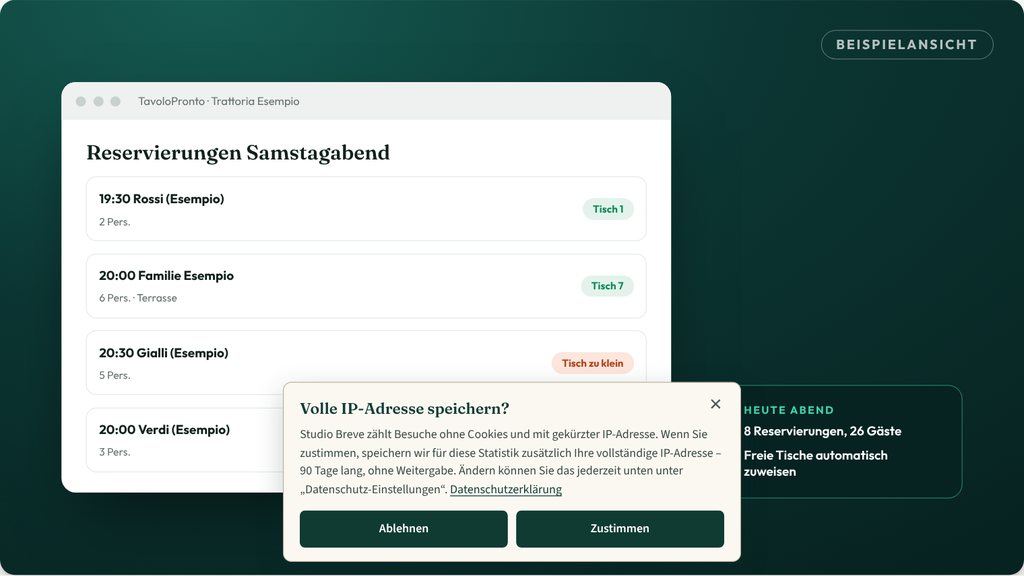 BEISPIELANSICHT
TavoloPronto · Trattoria Esempio
Reservierungen Samstagabend
19:30 Rossi (Esempio)
2 Pers.
Tisch 1
20:00 Familie Esempio
6 Pers. · Terrasse
Tisch 7
20:30 Gialli (Esempio)
5 Pers.
Tisch zu klein
20:00 Verdi (Esempio)
3 Pers.
HEUTE ABEND
8 Reservierungen, 26 Gäste
Freie Tische automatisch
zuweisen
Volle IP-Adresse speichern?
Studio Breve zählt Besuche ohne Cookies und mit gekürzter IP-Adresse. Wenn Sie
zustimmen, speichern wir für diese Statistik zusätzlich Ihre vollständige IP-Adresse –
90 Tage lang, ohne Weitergabe. Ändern können Sie das jederzeit unten unter
„Datenschutz-Einstellungen“. Datenschutzerklärung
Ablehnen
Zustimmen